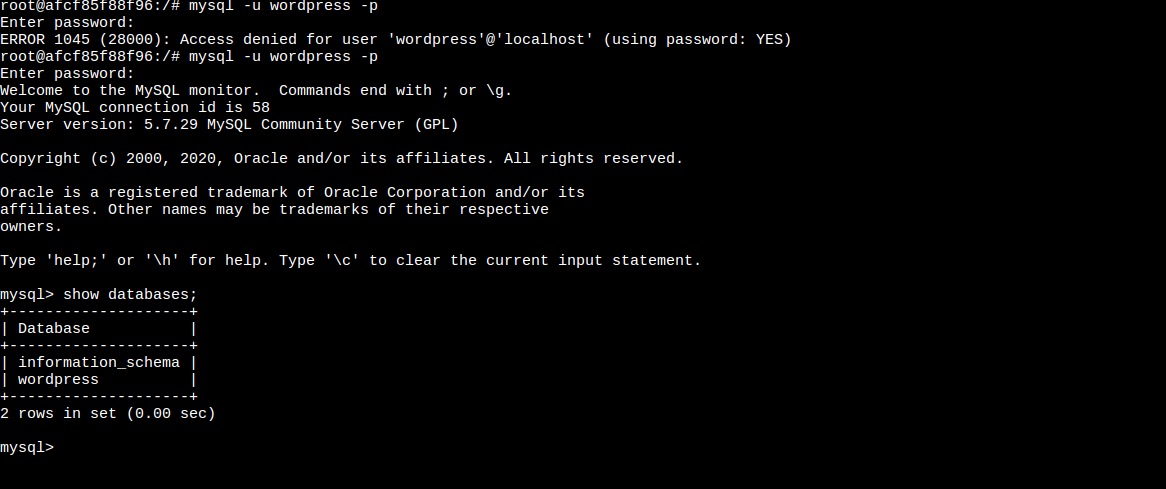 root@afcf85f88f96:/# mysql -u wordpress -p
Enter password:
ERROR 1045 (28000): Access denied for user 'wordpress'@'localhost' (using password: YES)
root@afcf85f88f96:/# mysql -u wordpress -p
Enter password:
Welcome to the MySQL monitor.  Commands end with ; or \g.
Your MySQL connection id is 58
Server version: 5.7.29 MySQL Community Server (GPL)

Copyright (c) 2000, 2020, Oracle and/or its affiliates. All rights reserved.

Oracle is a registered trademark of Oracle Corporation and/or its
affiliates. Other names may be trademarks of their respective
owners.

Type 'help;' or '\h' for help. Type '\c' to clear the current input statement.

mysql> show databases;
+--------------------+
| Database           |
+--------------------+
| information_schema |
| wordpress          |
+--------------------+
2 rows in set (0.00 sec)

mysql>